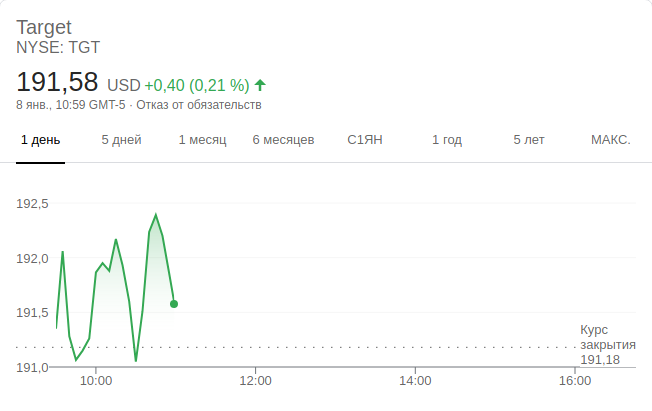 Target
NYSE: TGT
191,58 USD +0,40 (0,21 %)
8 янв., 10:59 GMT-5 · Отказ от обязательств
1 день 5 дней 1 месяц 6 месяцев С1ЯН 1 год 5 лет МАКС.
192,5
192,0
191,5
191,0
Курс
закрытия
191,18
10:00 12:00 14:00 16:00